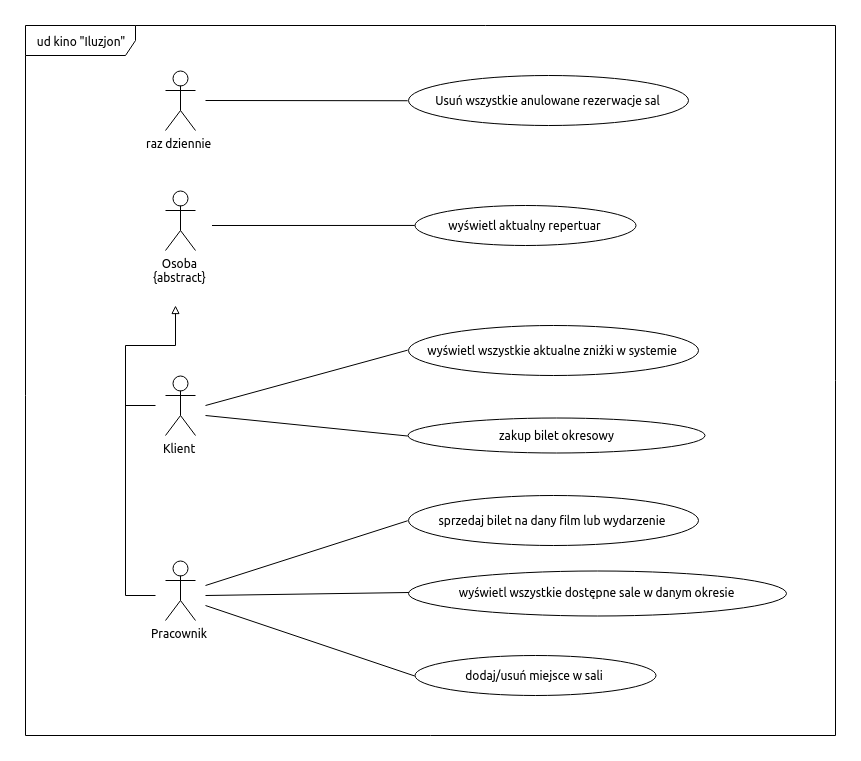 ud kino "Iluzjon"
Usuń wszystkie anulowane rezerwacje sal
raz dziennie
wyświetl aktualny repertuar
Osoba
{abstract}
wyświetl wszystkie aktualne zniżki w systemie
zakup bilet okresowy
Klient
sprzedaj bilet na dany film lub wydarzenie
wyświetl wszystkie dostępne sale w danym okresie
Pracownik
dodaj/usuń miejsce w sali